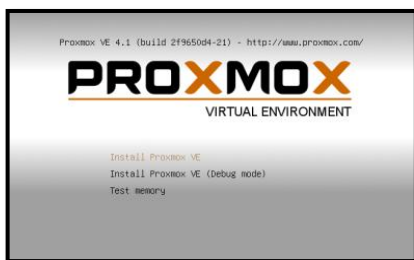 Proxmox VE 4.1 (build 2f9650d4-21) - http://www.proxmox.com/
PROXMOX
VIRTUAL ENVIRONMENT
Install Proxmox VE
Install Proxmox VE (Debug mode)
Test memory